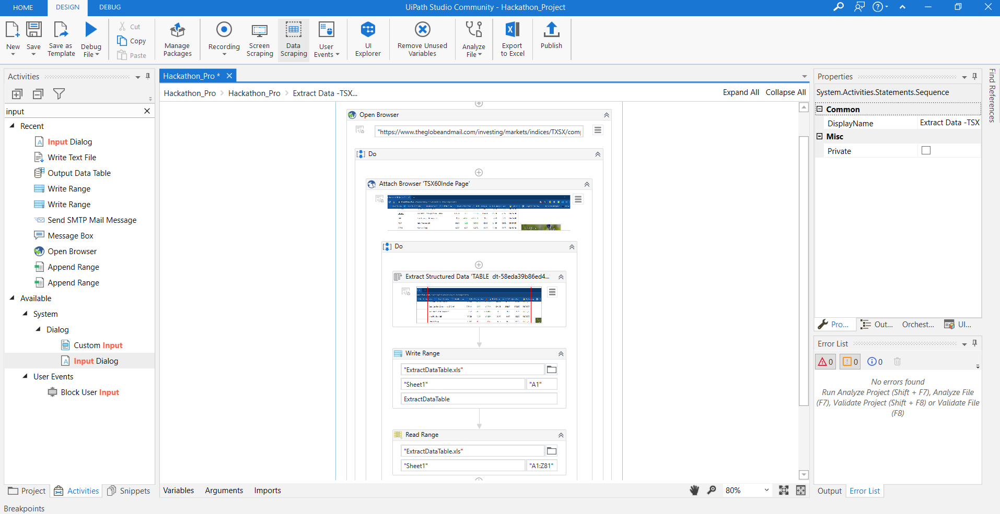 HOME
DESIGN
DEBUG
UiPath Studio Community - Hackathon_Project
New
Save
Save as
Template
Debug
File
Cut
Copy
Paste
Manage
Packages
Recording
Screen
Scraping
Data
Scraping
User
Events
UI
Explorer
Remove Unused
Variables
Analyze
File
Export
to Excel
Publish
Activities
input
Recent
Input Dialog
Write Text File
Output Data Table
Write Range
Write Range
Send SMTP Mail Message
Message Box
Open Browser
Append Range
Append Range
Available
System
Dialog
Custom Input
Input Dialog
User Events
Block User Input
Project
Activities
Snippets
Breakpoints
Hackathon_Pro *
Hackathon_Pro
Hackathon_Pro
Extract Data -TSX...
Expand All
Collapse All
Open Browser
"https://www.theglobeandmail.com/investing/markets/indices/TXSX/comp
Do
Attach Browser 'TSX60Inde Page'
Do
Extract Structured Data 'TABLE dt-58eda39b86ed4...'
Write Range
"ExtractDataTable.xls"
"Sheet1"
"A1"
ExtractDataTable
Read Range
"ExtractDataTable.xls"
"Sheet1"
"A1:Z81"
Variables
Arguments
Imports
80%
Properties
System.Activities.Statements.Sequence
Common
DisplayName
Extract Data -TSX
Misc
Private
Pro...
Out...
Orchest...
UI...
Error List
0
0
0
No errors found
Run Analyze Project (Shift + F7), Analyze File
(F7), Validate Project (Shift + F8) or Validate File
(F8)
Output
Error List
Find References